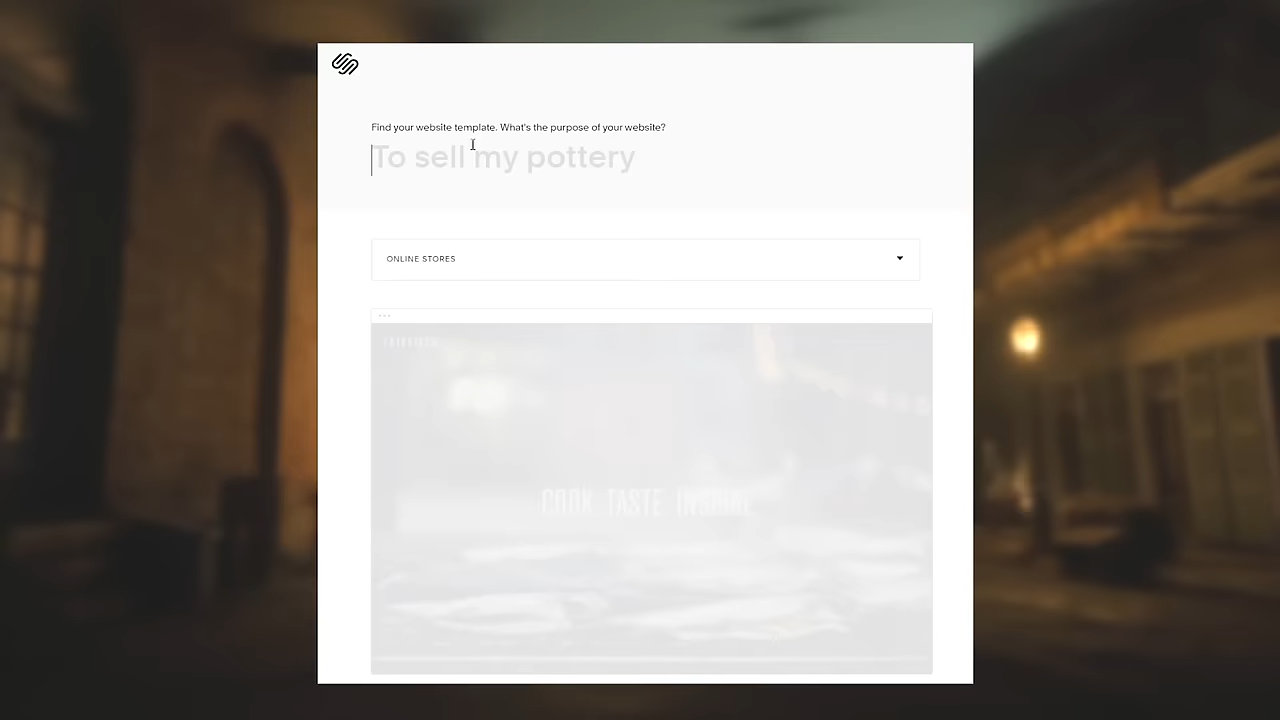 Find your website template. What's the purpose of your website?
To sell my pottery
ONLINE STORES
COOK TASTE INSPIRE